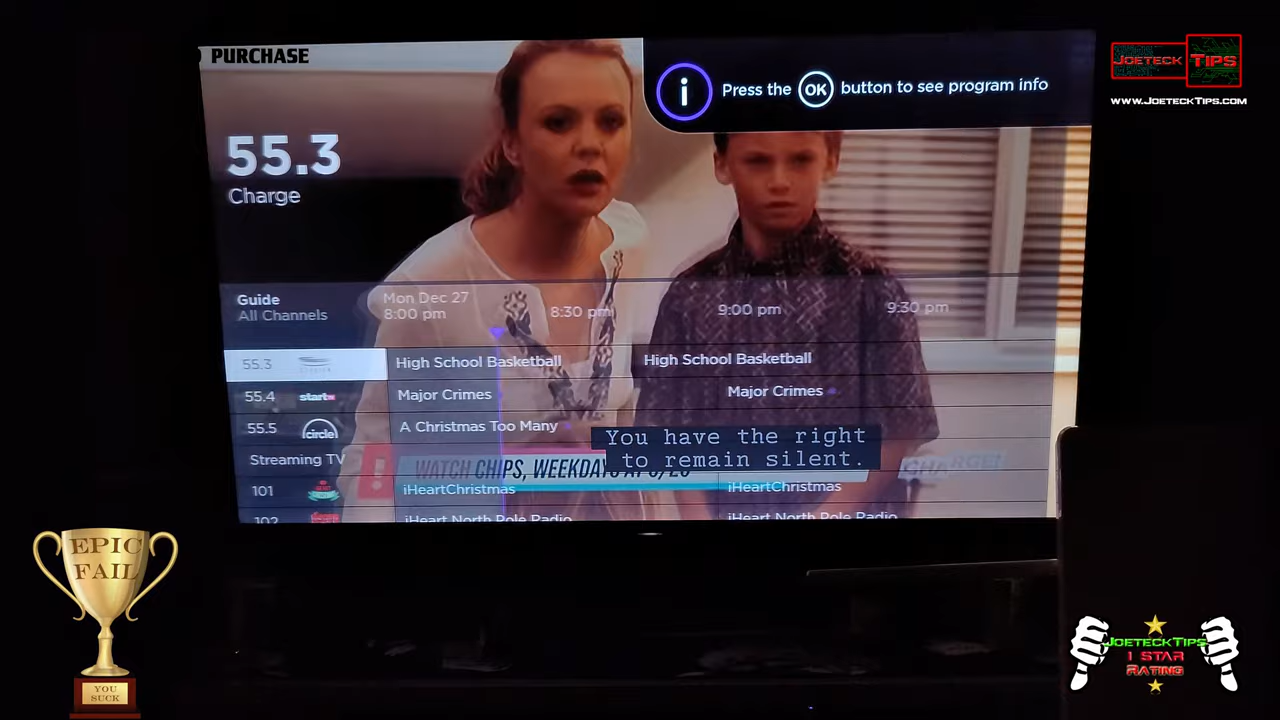 PURCHASE
Press the OK button to see program info
JOETECK TIPS
WWW.JOETECKTIPS.COM
55.3
Charge
Guide
All Channels
Mon Dec 27
8:00 pm
8:30 pm
9:00 pm
9:30 pm
55.3
High School Basketball
High School Basketball
55.4
start
Major Crimes
Major Crimes
55.5
circle
A Christmas Too Many
You have the right
to remain silent.
Streaming TV
WATCH CHIPS, WEEKDAYS
CHARGE!
101
iHeartChristmas
iHeartChristmas
102
iHeart North Pole Radio
iHeart North Pole Radio
EPIC
FAIL
YOU
SUCK
JOETECKTIPS
1 STAR
RATING